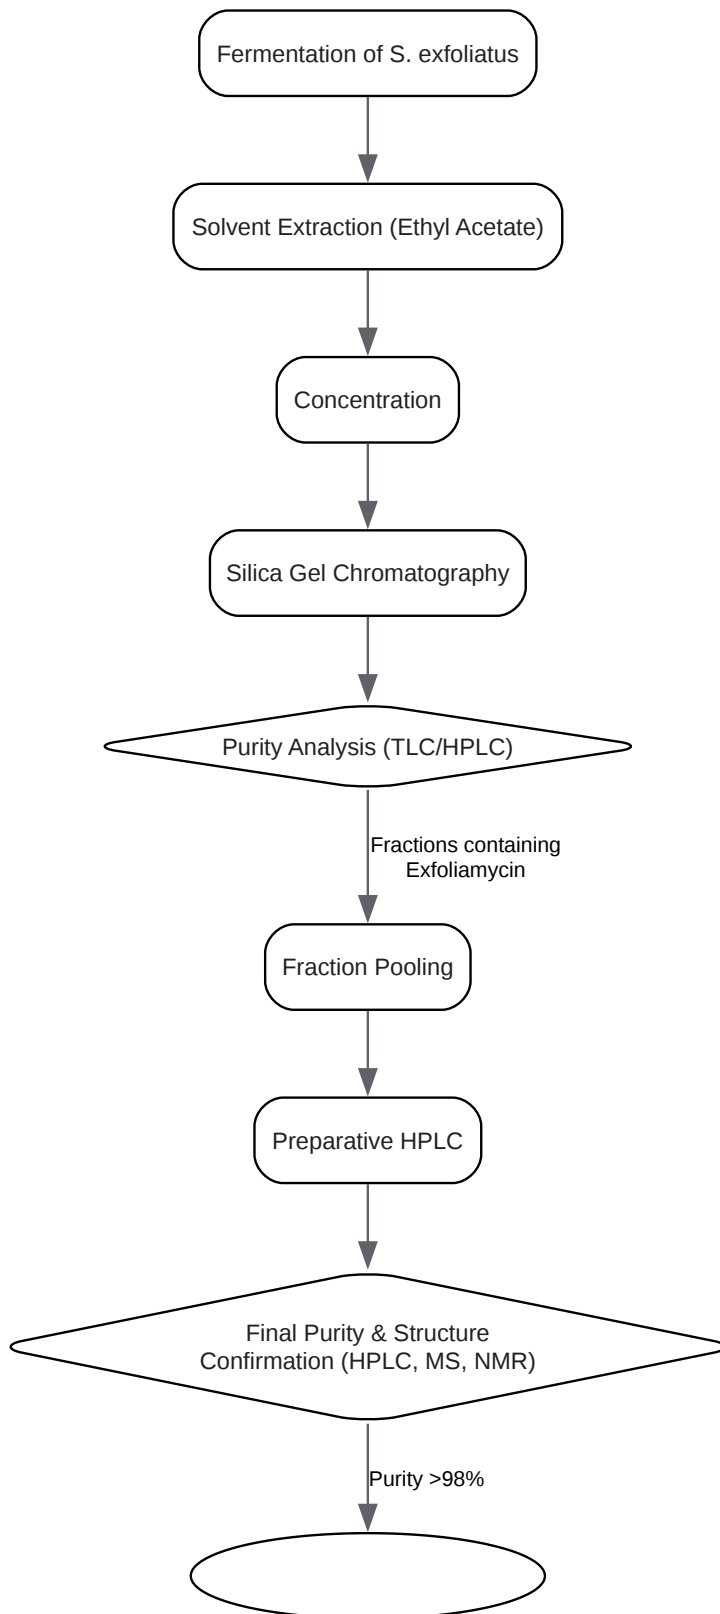 Fermentation of S. exfoliatus
Solvent Extraction (Ethyl Acetate)
Concentration
Silica Gel Chromatography
Purity Analysis (TLC/HPLC)
Fractions containing
Exfoliamycin
Fraction Pooling
Preparative HPLC
Final Purity & Structure
Confirmation (HPLC, MS, NMR)
Purity >98%